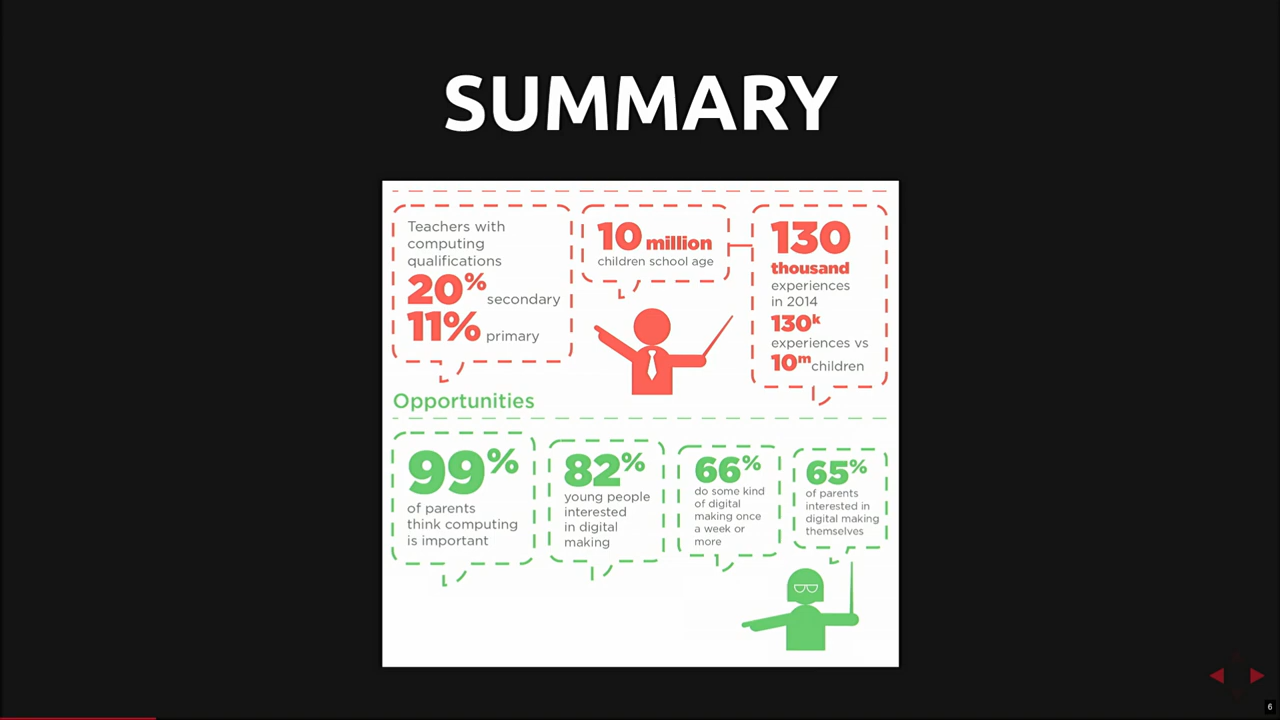 SUMMARY
Teachers with
computing
qualifications
20% secondary
11% primary
10 million
children school age
130
thousand
experiences
in 2014
130k
experiences vs
10m children
Opportunities
99%
of parents
think computing
is important
82%
young people
interested
in digital
making
66%
do some kind
of digital
making once
a week or
more
65%
of parents
interested in
digital making
themselves
6